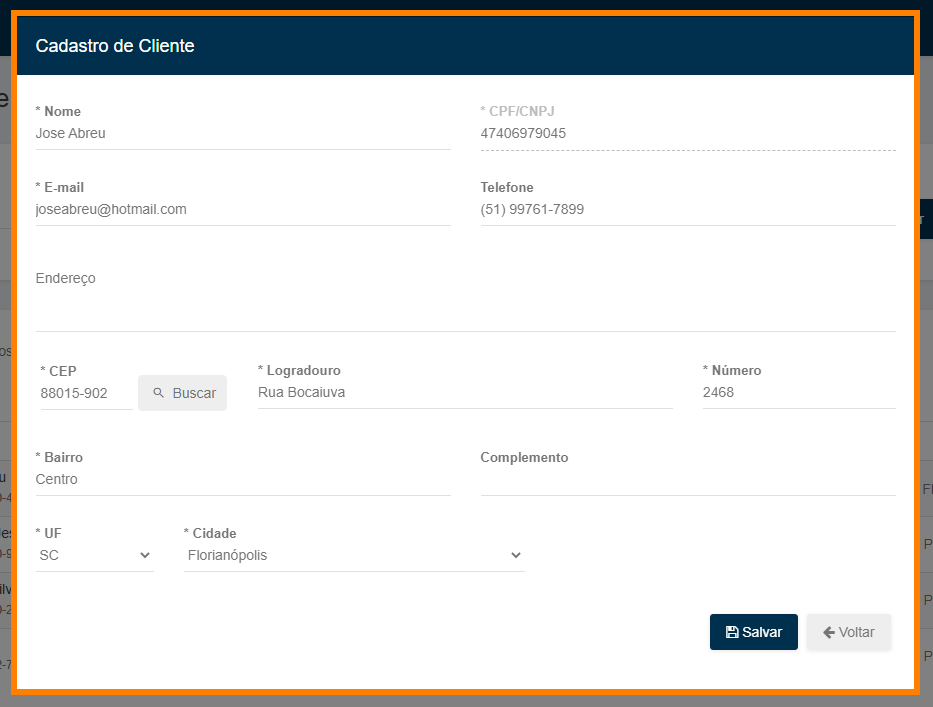 Cadastro de Cliente
* Nome
Jose Abreu
* CPF/CNPJ
47406979045
* E-mail
joseabreu@hotmail.com
Telefone
(51) 99761-7899
Endereço
* CEP
88015-902
Buscar
* Logradouro
Rua Bocaiuva
* Número
2468
* Bairro
Centro
Complemento
* UF
SC
* Cidade
Florianópolis
Salvar
Voltar